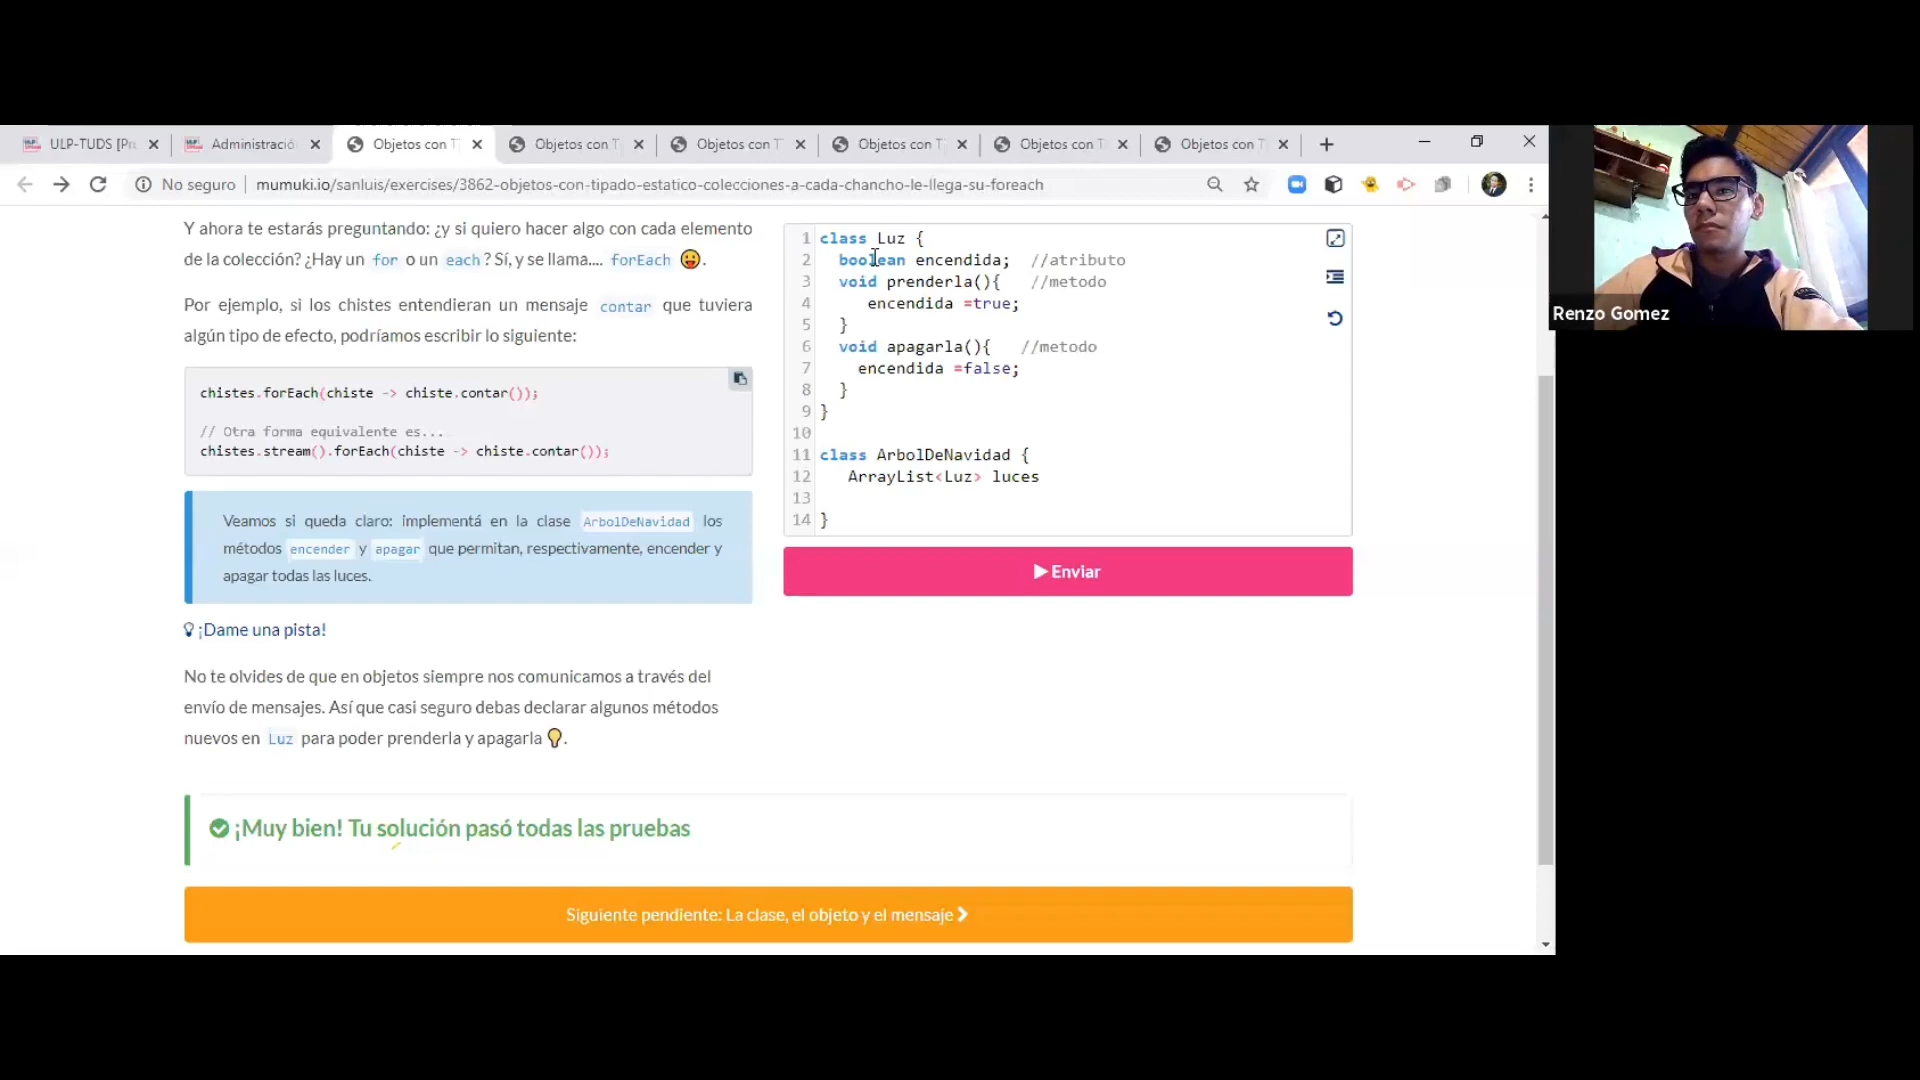 ULP-TUDS [Pr
Administració
Objetos con T
Objetos con T
Objetos con T
Objetos con T
Objetos con T
Objetos con T
No seguro
mumuki.io/sanluis/exercises/3862-objetos-con-tipado-estatico-colecciones-a-cada-chancho-le-llega-su-foreach
Y ahora te estarás preguntando: ¿y si quiero hacer algo con cada elemento
de la colección? ¿Hay un for o un each? Sí, y se llama.... forEach 😛.
Por ejemplo, si los chistes entendieran un mensaje contar que tuviera
algún tipo de efecto, podríamos escribir lo siguiente:
chistes.forEach(chiste -> chiste.contar());
// Otra forma equivalente es...
chistes.stream().forEach(chiste -> chiste.contar());
Veamos si queda claro: implementá en la clase ArbolDeNavidad los
métodos encender y apagar que permitan, respectivamente, encender y
apagar todas las luces.
¡Dame una pista!
No te olvides de que en objetos siempre nos comunicamos a través del
envío de mensajes. Así que casi seguro debas declarar algunos métodos
nuevos en Luz para poder prenderla y apagarla 💡.
1 class Luz {
2 boolean encendida; //atributo
3 void prenderla(){ //metodo
4 encendida =true;
5 }
6 void apagarla(){ //metodo
7 encendida =false;
8 }
9 }
10
11 class ArbolDeNavidad {
12 ArrayList<Luz> luces
13
14 }
Enviar
¡Muy bien! Tu solución pasó todas las pruebas
Siguiente pendiente: La clase, el objeto y el mensaje
Renzo Gomez